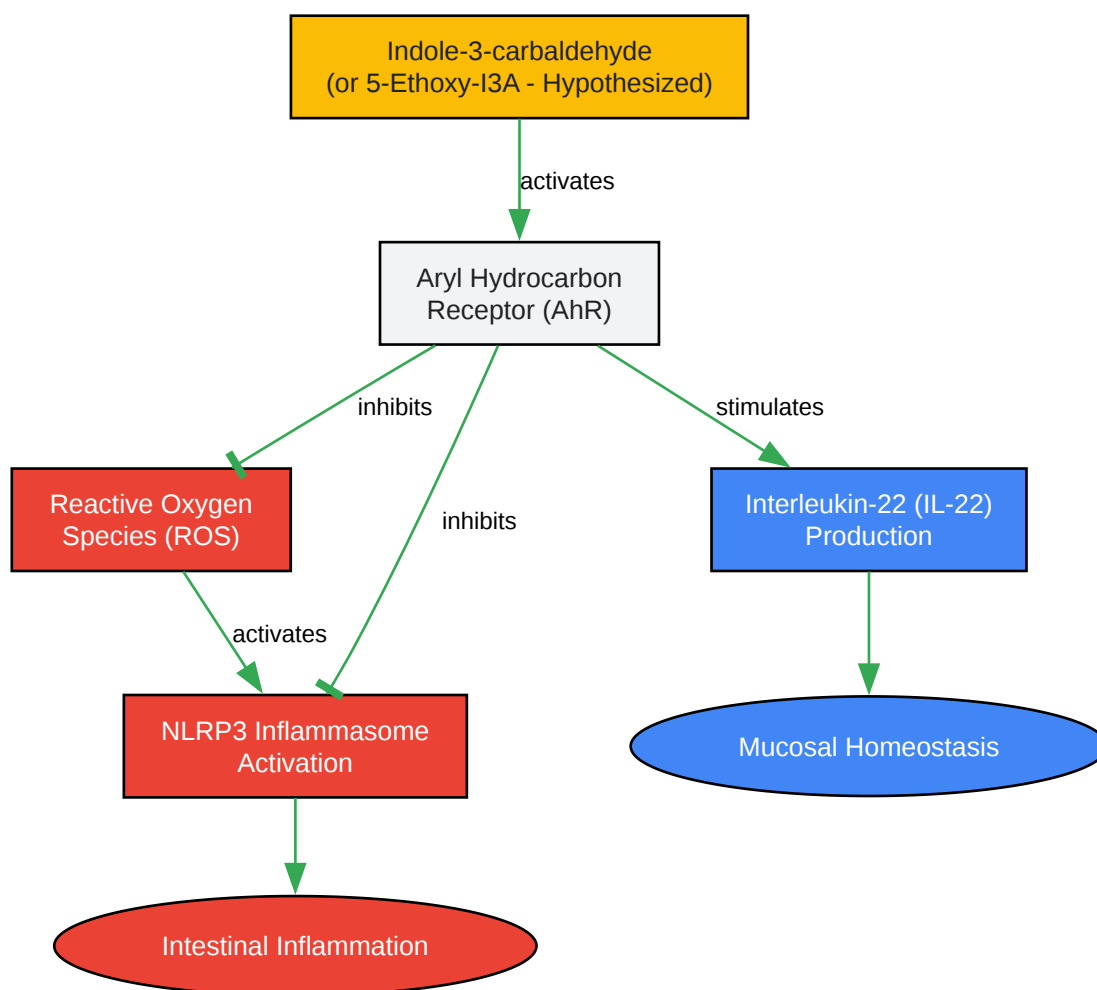 Indole-3-carbaldehyde
(or 5-Ethoxy-I3A - Hypothesized)
activates
Aryl Hydrocarbon
Receptor (AhR)
inhibits
stimulates
Reactive Oxygen
Species (ROS)
inhibits
Interleukin-22 (IL-22)
Production
activates
NLRP3 Inflammasome
Activation
Mucosal Homeostasis
Intestinal Inflammation